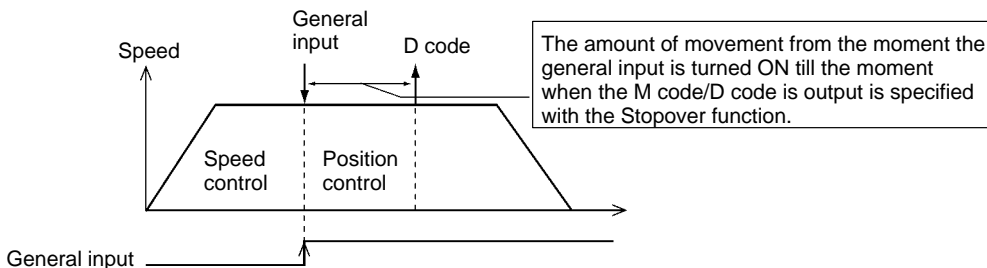 General
input
D code
Speed
The amount of movement from the moment the
general input is turned ON till the moment
when the M code/D code is output is specified
with the Stopover function.
Speed
control
Position
control
General input